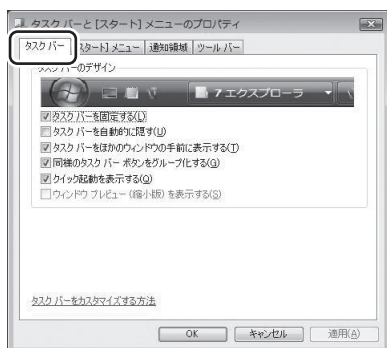 タスク バーと [スタート] メニューのプロパティ
タスク バー
[スタート] メニュー
通知領域
ツール バー
タスク バーのデザイン
7 エクスプローラ
タスク バーを固定する(L)
タスク バーを自動的に隠す(U)
タスク バーをほかのウィンドウの手前に表示する(T)
同様のタスク バー ボタンをグループ化する(G)
クイック起動を表示する(Q)
ウィンドウ プレビュー (縮小版) を表示する(S)
タスク バーをカスタマイズする方法
OK
キャンセル
適用(A)